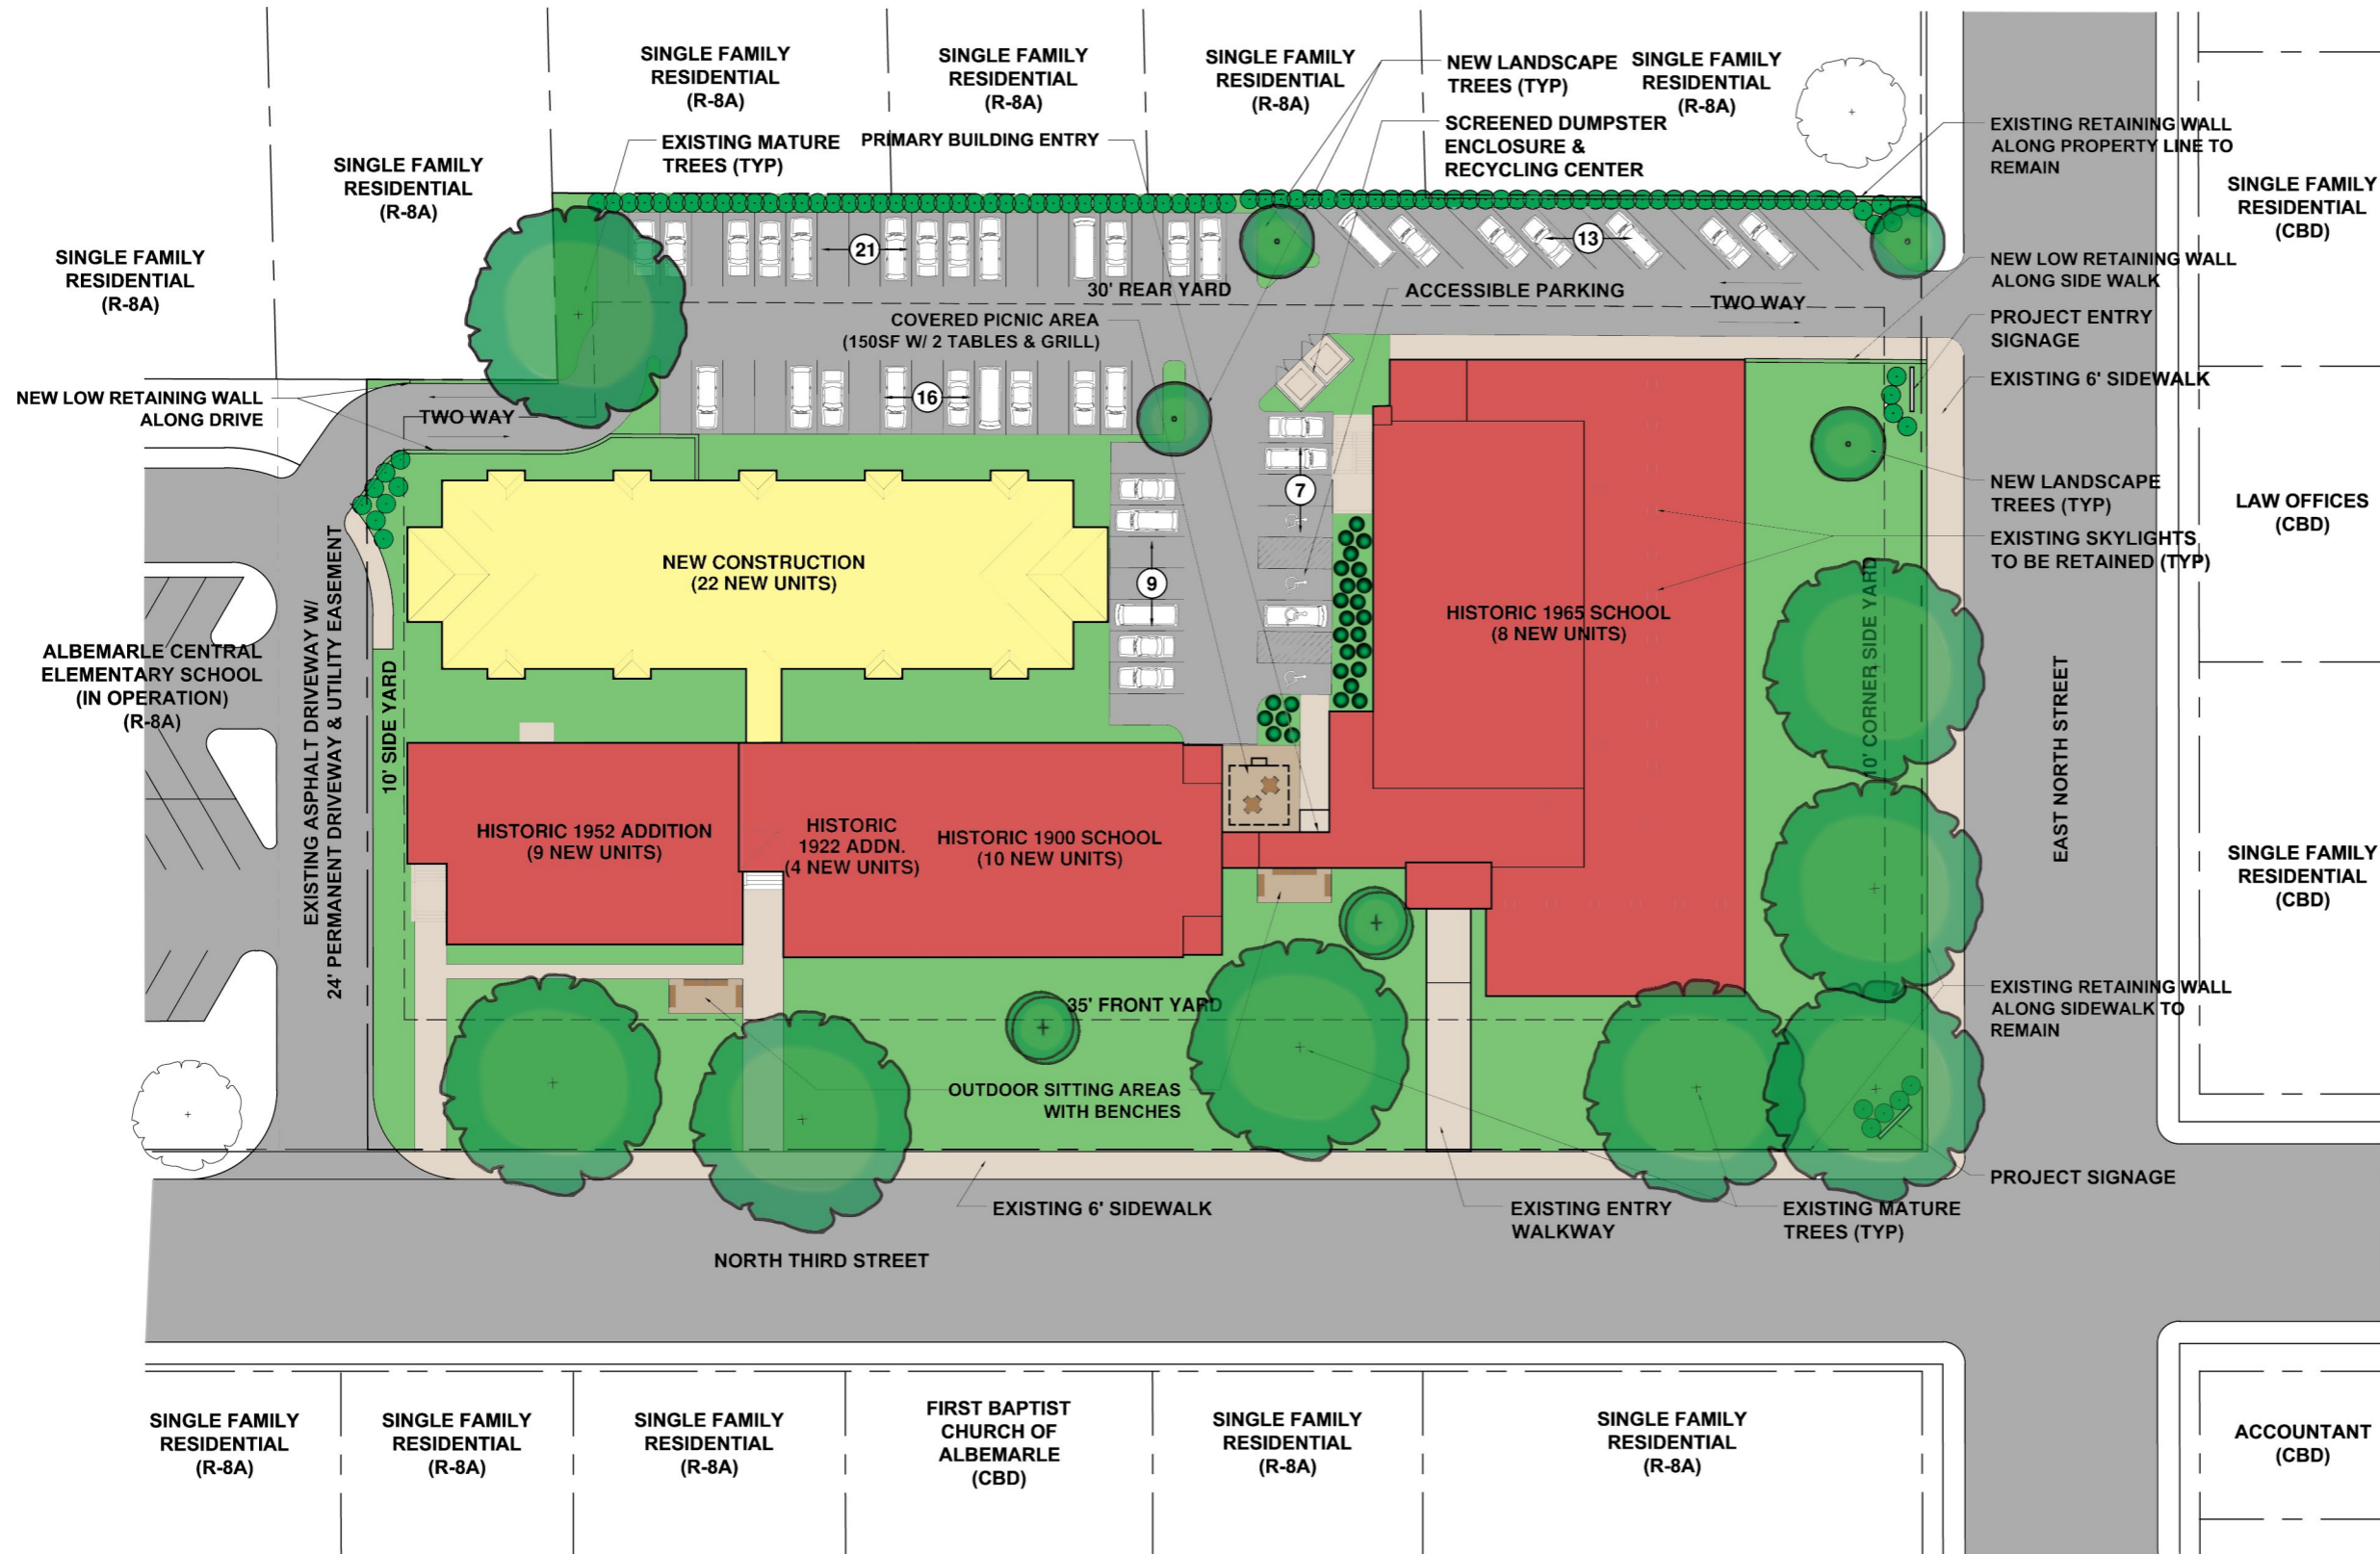 SINGLE FAMILY
RESIDENTIAL
(R-8A)
SINGLE FAMILY
RESIDENTIAL
(R-8A)
SINGLE FAMILY
RESIDENTIAL
(R-8A)
NEW LANDSCAPE
TREES (TYP)
SINGLE FAMILY
RESIDENTIAL
(R-8A)
SCREENED DUMPSTER
ENCLOSURE &
RECYCLING CENTER
EXISTING RETAINING WALL
ALONG PROPERTY LINE TO
REMAIN
EXISTING MATURE
TREES (TYP)
PRIMARY BUILDING ENTRY
SINGLE FAMILY
RESIDENTIAL
(R-8A)
SINGLE FAMILY
RESIDENTIAL
(CBD)
SINGLE FAMILY
RESIDENTIAL
(R-8A)
21
13
NEW LOW RETAINING WALL
ALONG SIDE WALK
30' REAR YARD
ACCESSIBLE PARKING
TWO WAY
COVERED PICNIC AREA
(150SF W/ 2 TABLES & GRILL)
PROJECT ENTRY
SIGNAGE
EXISTING 6' SIDEWALK
NEW LOW RETAINING WALL
ALONG DRIVE
TWO WAY
16
7
9
NEW LANDSCAPE
TREES (TYP)
LAW OFFICES
(CBD)
EXISTING SKYLIGHTS
TO BE RETAINED (TYP)
NEW CONSTRUCTION
(22 NEW UNITS)
HISTORIC 1965 SCHOOL
(8 NEW UNITS)
ALBEMARLE CENTRAL
ELEMENTARY SCHOOL
(IN OPERATION)
(R-8A)
EXISTING ASPHALT DRIVEWAY W/
24' PERMANENT DRIVEWAY & UTILITY EASEMENT
10' SIDE YARD
10' CORNER SIDE YARD
EAST NORTH STREET
HISTORIC 1952 ADDITION
(9 NEW UNITS)
HISTORIC
1922 ADDN.
(4 NEW UNITS)
HISTORIC 1900 SCHOOL
(10 NEW UNITS)
SINGLE FAMILY
RESIDENTIAL
(CBD)
35' FRONT YARD
EXISTING RETAINING WALL
ALONG SIDEWALK TO
REMAIN
OUTDOOR SITTING AREAS
WITH BENCHES
PROJECT SIGNAGE
EXISTING 6' SIDEWALK
EXISTING ENTRY
WALKWAY
EXISTING MATURE
TREES (TYP)
NORTH THIRD STREET
SINGLE FAMILY
RESIDENTIAL
(R-8A)
SINGLE FAMILY
RESIDENTIAL
(R-8A)
SINGLE FAMILY
RESIDENTIAL
(R-8A)
FIRST BAPTIST
CHURCH OF
ALBEMARLE
(CBD)
SINGLE FAMILY
RESIDENTIAL
(R-8A)
SINGLE FAMILY
RESIDENTIAL
(R-8A)
ACCOUNTANT
(CBD)